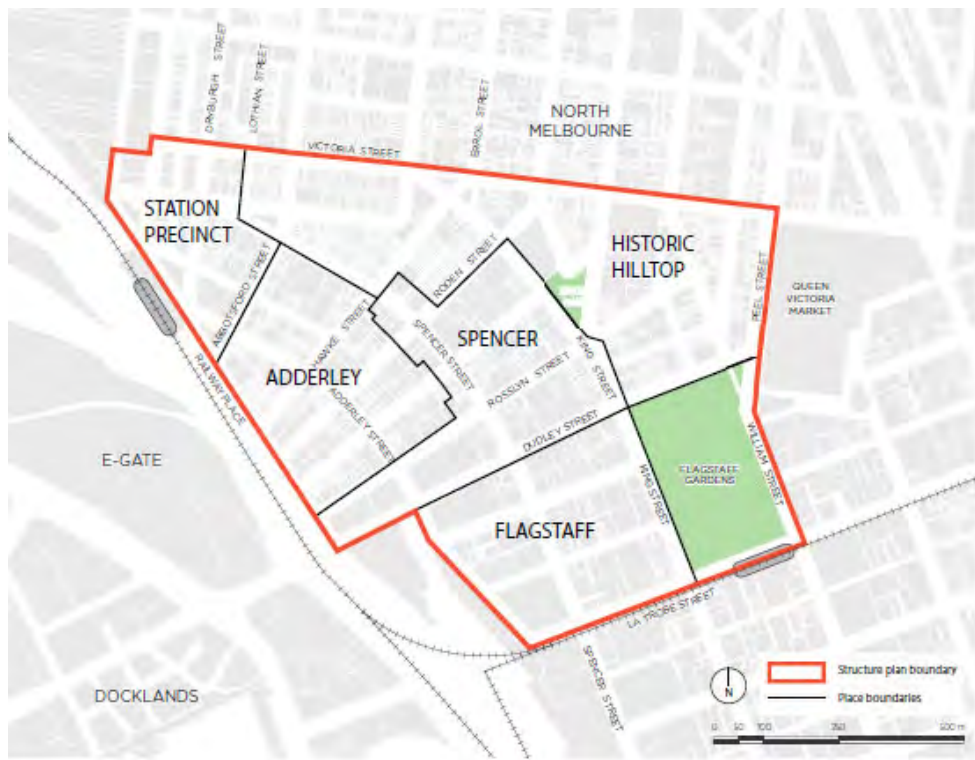 DRYBURGH STREET
LOTHIAN STREET
VICTORIA STREET
ERROL STREET
NORTH
MELBOURNE
STATION
PRECINCT
ABBOTSFORD STREET
HAWKE STREET
RODEN STREET
HISTORIC
HILLTOP
PEEL STREET
QUEEN
VICTORIA
MARKET
SPENCER
SPENCER STREET
ROSSLYN STREET
KING STREET
ADDERLEY
ADDERLEY STREET
RAILWAY PLACE
DUDLEY STREET
E-GATE
FLAGSTAFF
GARDENS
WILLIAM STREET
KING STREET
FLAGSTAFF
LA TROBE STREET
SPENCER STREET
DOCKLANDS
N
Structure plan boundary
Place boundaries
0 50 100 250 500 m